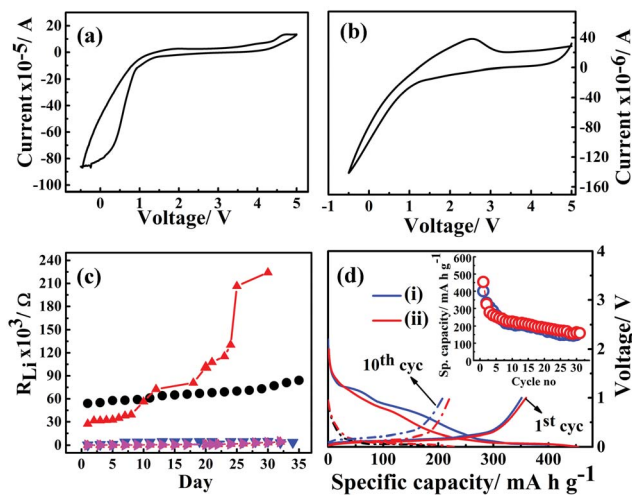 (a)
Current x10⁻⁵/ A
20
0
-20
-40
-60
-80
-100
0 1 2 3 4 5
Voltage/ V
(b)
Current x10⁻⁶/ A
40
0
-40
-80
-120
-160
-1 0 1 2 3 4 5
Voltage/ V
(c)
R_Li x10³/ Ω
240
210
180
150
120
90
60
30
0
0 5 10 15 20 25 30 35
Day
(d)
(i)
(ii)
10th cyc
1st cyc
Voltage/ V
4
3
2
1
0
0 100 200 300 400
Specific capacity/ mA h g⁻¹
Sp. capacity/ mA h g⁻¹
600
500
400
300
200
100
0
0 5 10 15 20 25 30
Cycle no